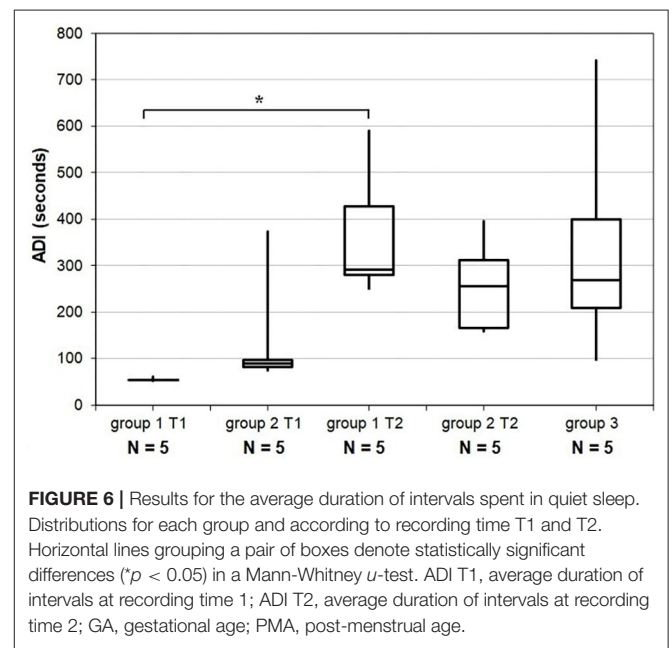 800
700
600
500
400
300
200
100
0
ADI (seconds)
*
group 1 T1 group 2 T1 group 1 T2 group 2 T2 group 3
N = 5 N = 5 N = 5 N = 5 N = 5
FIGURE 6 | Results for the average duration of intervals spent in quiet sleep.
Distributions for each group and according to recording time T1 and T2.
Horizontal lines grouping a pair of boxes denote statistically significant
differences (*p < 0.05) in a Mann-Whitney u-test. ADI T1, average duration of
intervals at recording time 1; ADI T2, average duration of intervals at recording
time 2; GA, gestational age; PMA, post-menstrual age.